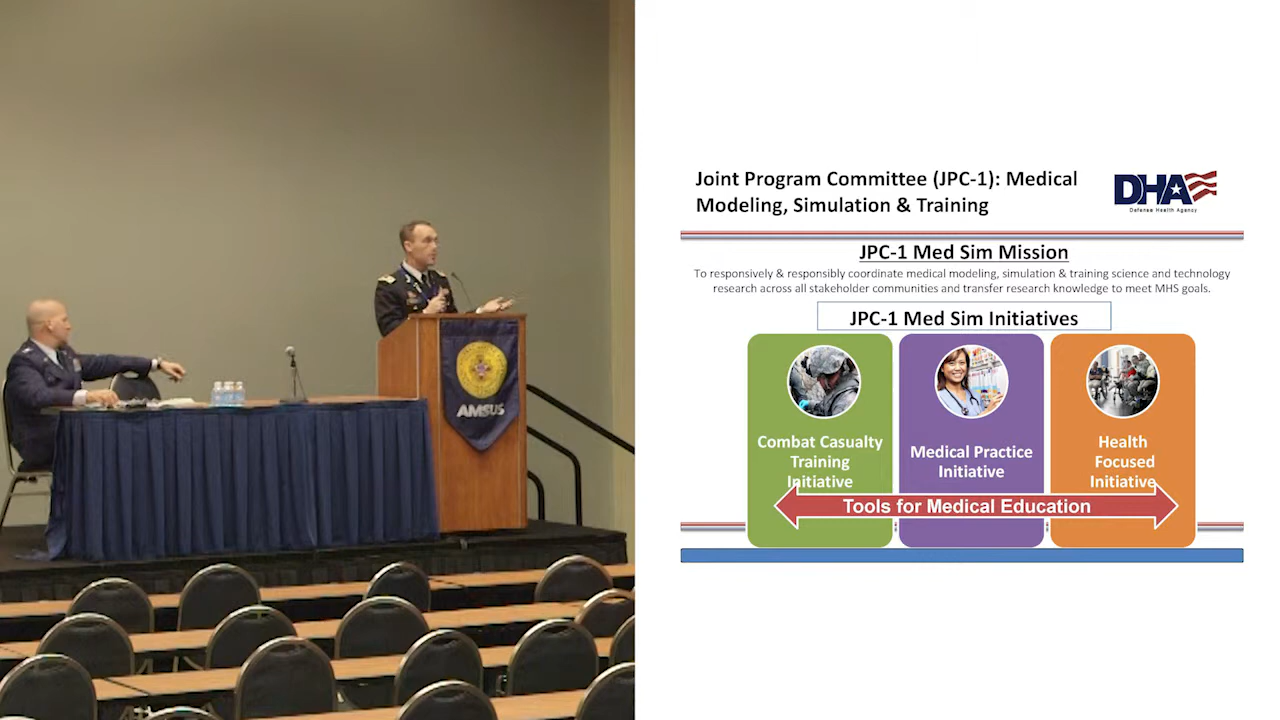 AMSUS
Joint Program Committee (JPC-1): Medical
Modeling, Simulation & Training
DHA
Defense Health Agency
JPC-1 Med Sim Mission
To responsively & responsibly coordinate medical modeling, simulation & training science and technology
research across all stakeholder communities and transfer research knowledge to meet MHS goals.
JPC-1 Med Sim Initiatives
Combat Casualty
Training
Initiative
Medical Practice
Initiative
Health
Focused
Initiative
Tools for Medical Education